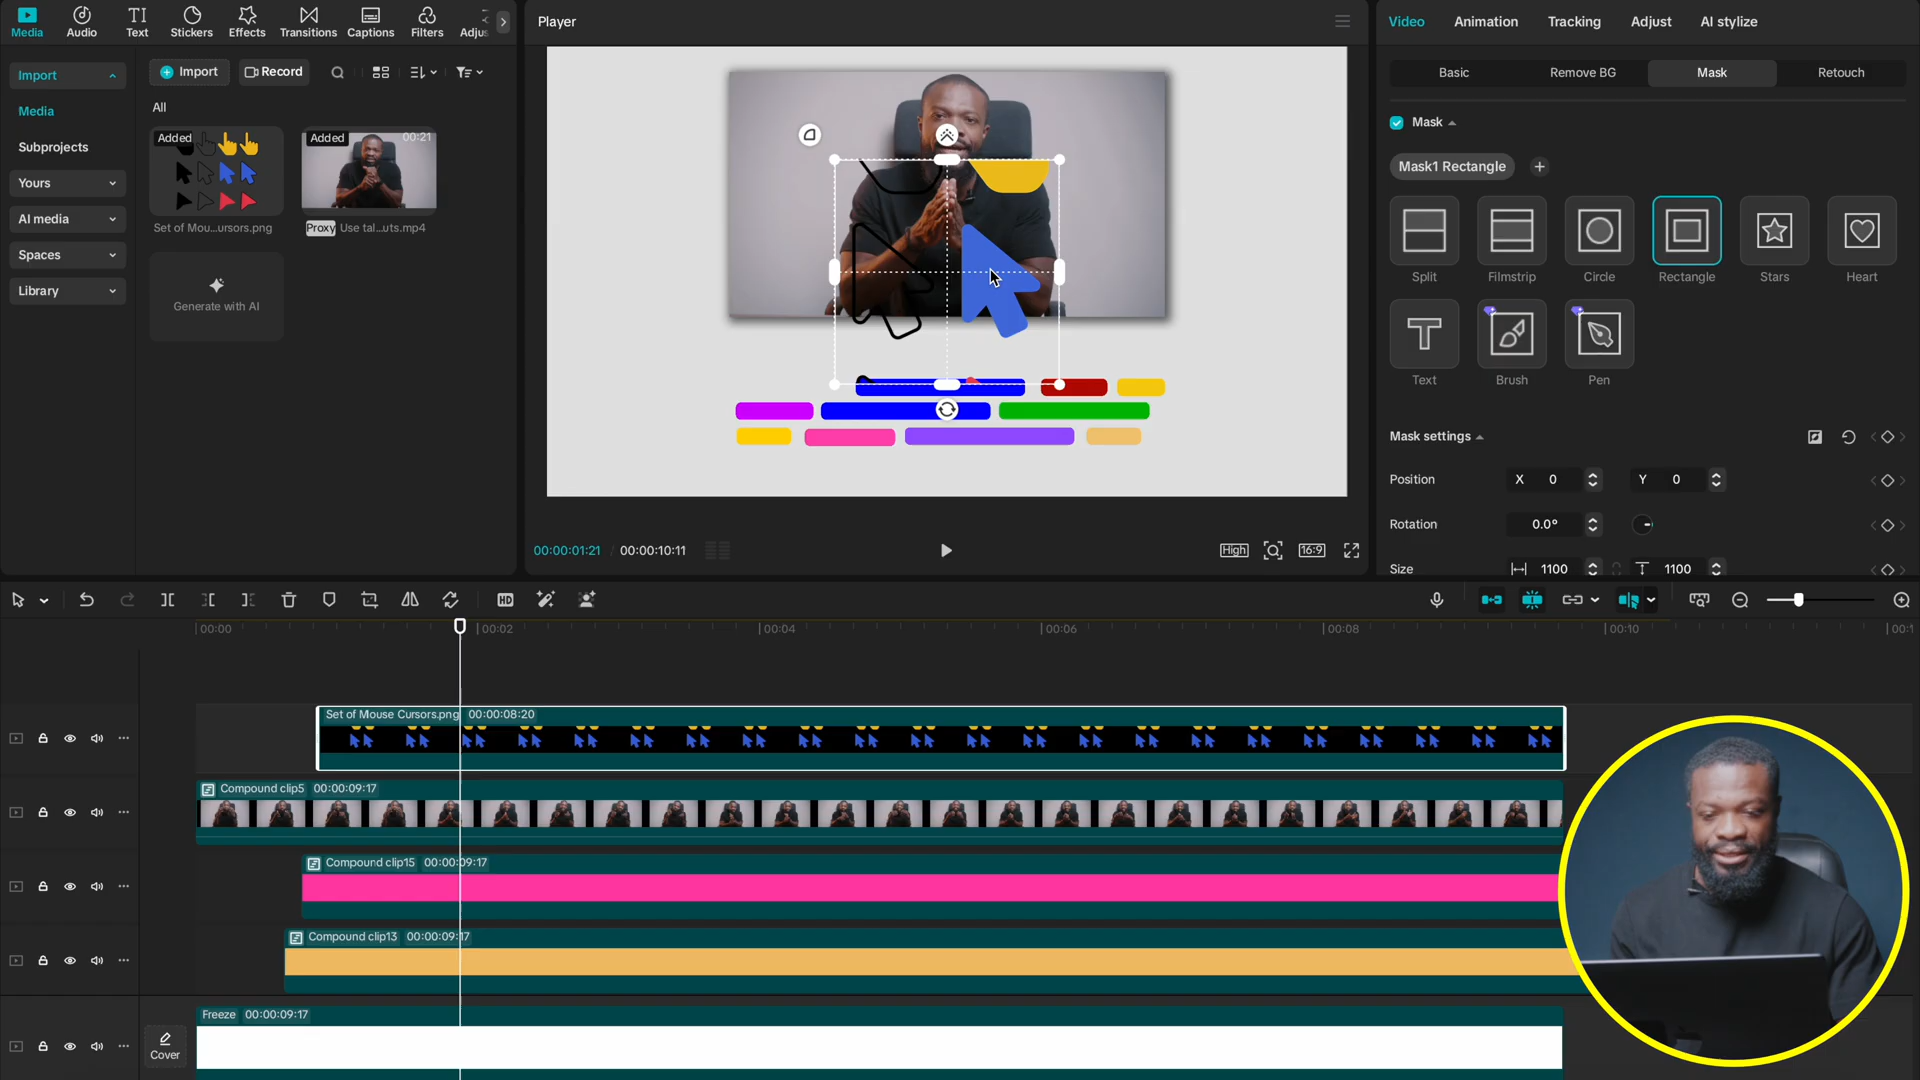 Media
Audio
Text
Stickers
Effects
Transitions
Captions
Filters
Adjus
Import
Media
Subprojects
Yours
AI media
Spaces
Library
Import
Record
All
Added
Set of Mou...ursors.png
Added
00:21
Proxy Use tal...uts.mp4
Generate with AI
Player
00:00:01:21 / 00:00:10:11
High
16:9
Video
Animation
Tracking
Adjust
AI stylize
Basic
Remove BG
Mask
Retouch
Mask
Mask1 Rectangle
Split
Filmstrip
Circle
Rectangle
Stars
Heart
Text
Brush
Pen
Mask settings
Position X 0 Y 0
Rotation 0.0°
Size 1100 1100
HD
00:00
00:02
00:04
00:06
00:08
00:10
00:1
Set of Mouse Cursors.png 00:00:08:20
Compound clip5 00:00:09:17
Compound clip15 00:00:09:17
Compound clip13 00:00:09:17
Freeze 00:00:09:17
Cover